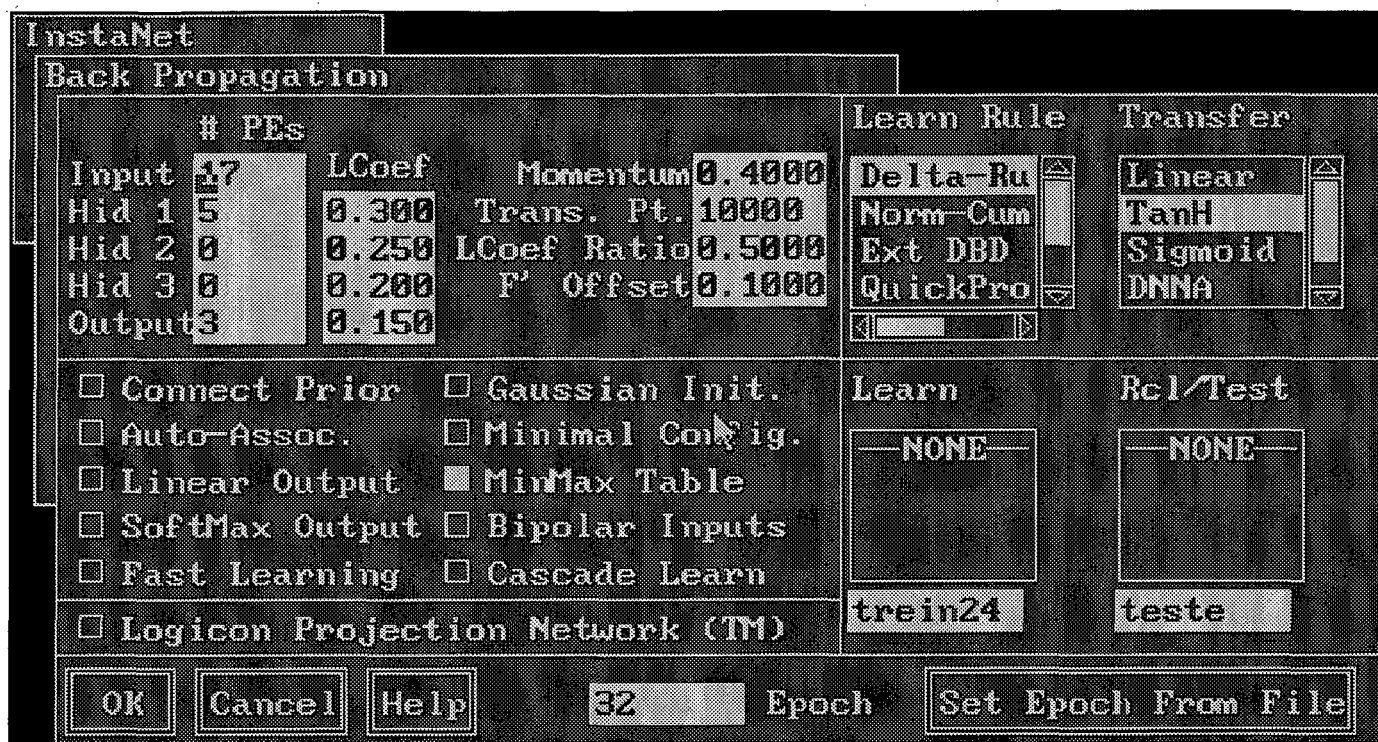 InstaNet
Back Propagation
# PEs
LCoef
Input 17
Hid 1 5 0.300
Hid 2 0 0.250
Hid 3 0 0.200
Output 3 0.150
Momentum 0.4000
Trans. Pt. 10000
LCoef Ratio 0.5000
F' Offset 0.1000
Learn Rule
Delta-Ru
Norm-Cum
Ext DBD
QuickPro
Transfer
Linear
TanH
Sigmoid
DNNA
Connect Prior
Auto-Assoc.
Linear Output
SoftMax Output
Fast Learning
Gaussian Init.
Minimal Config.
MinMax Table
Bipolar Inputs
Cascade Learn
Logicon Projection Network (TM)
Learn
NONE
trein24
Rcl/Test
NONE
teste
OK Cancel Help 32 Epoch Set Epoch From File